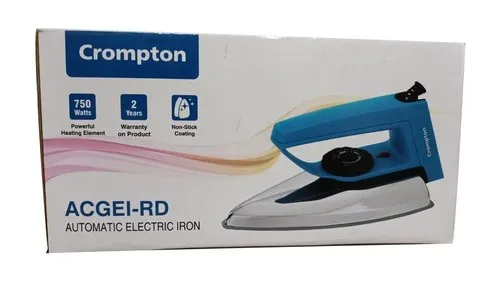 Crompton
750
Watts
Powerful
Heating Element
2
Years
Warranty
on Product
Non-Stick
Coating
Crompton
ACGEI-RD
AUTOMATIC ELECTRIC IRON